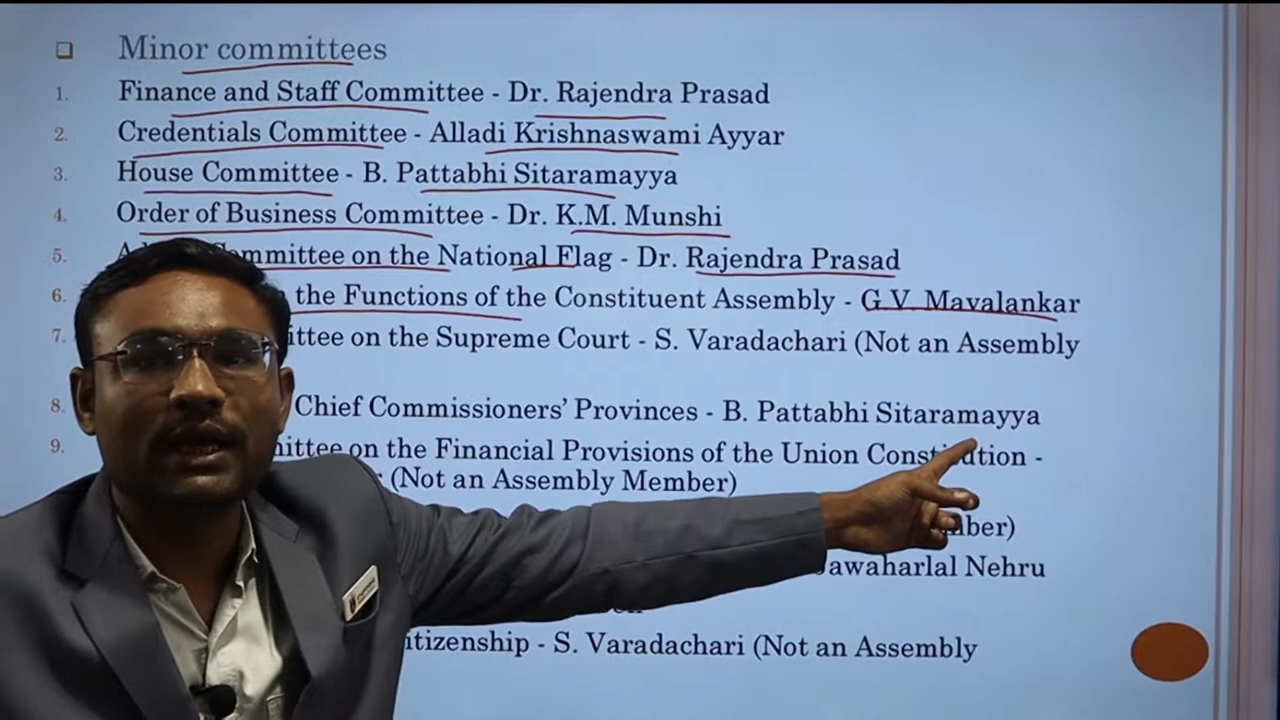 Minor committees
1. Finance and Staff Committee - Dr. Rajendra Prasad
2. Credentials Committee - Alladi Krishnaswami Ayyar
3. House Committee - B. Pattabhi Sitaramayya
4. Order of Business Committee - Dr. K.M. Munshi
5. Committee on the National Flag - Dr. Rajendra Prasad
6. the Functions of the Constituent Assembly - G.V. Mavalankar
7. ittee on the Supreme Court - S. Varadachari (Not an Assembly
8. Chief Commissioners' Provinces - B. Pattabhi Sitaramayya
9. ittee on the Financial Provisions of the Union Constitution -
(Not an Assembly Member)
mber)
Jawaharlal Nehru
itizenship - S. Varadachari (Not an Assembly